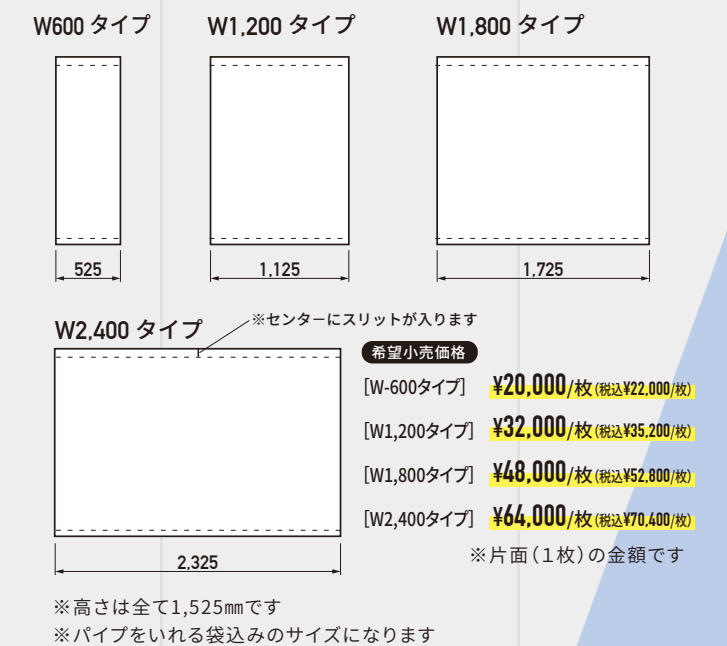 W600 タイプ
W1,200 タイプ
W1,800 タイプ
525
1,125
1,725
W2,400 タイプ
※センターにスリットが入ります
希望小売価格
[W-600タイプ] ¥20,000/枚(税込¥22,000/枚)
[W1,200タイプ] ¥32,000/枚(税込¥35,200/枚)
[W1,800タイプ] ¥48,000/枚(税込¥52,800/枚)
[W2,400タイプ] ¥64,000/枚(税込¥70,400/枚)
※片面(1枚)の金額です
2,325
※高さは全て1,525㎜です
※パイプをいれる袋込みのサイズになります